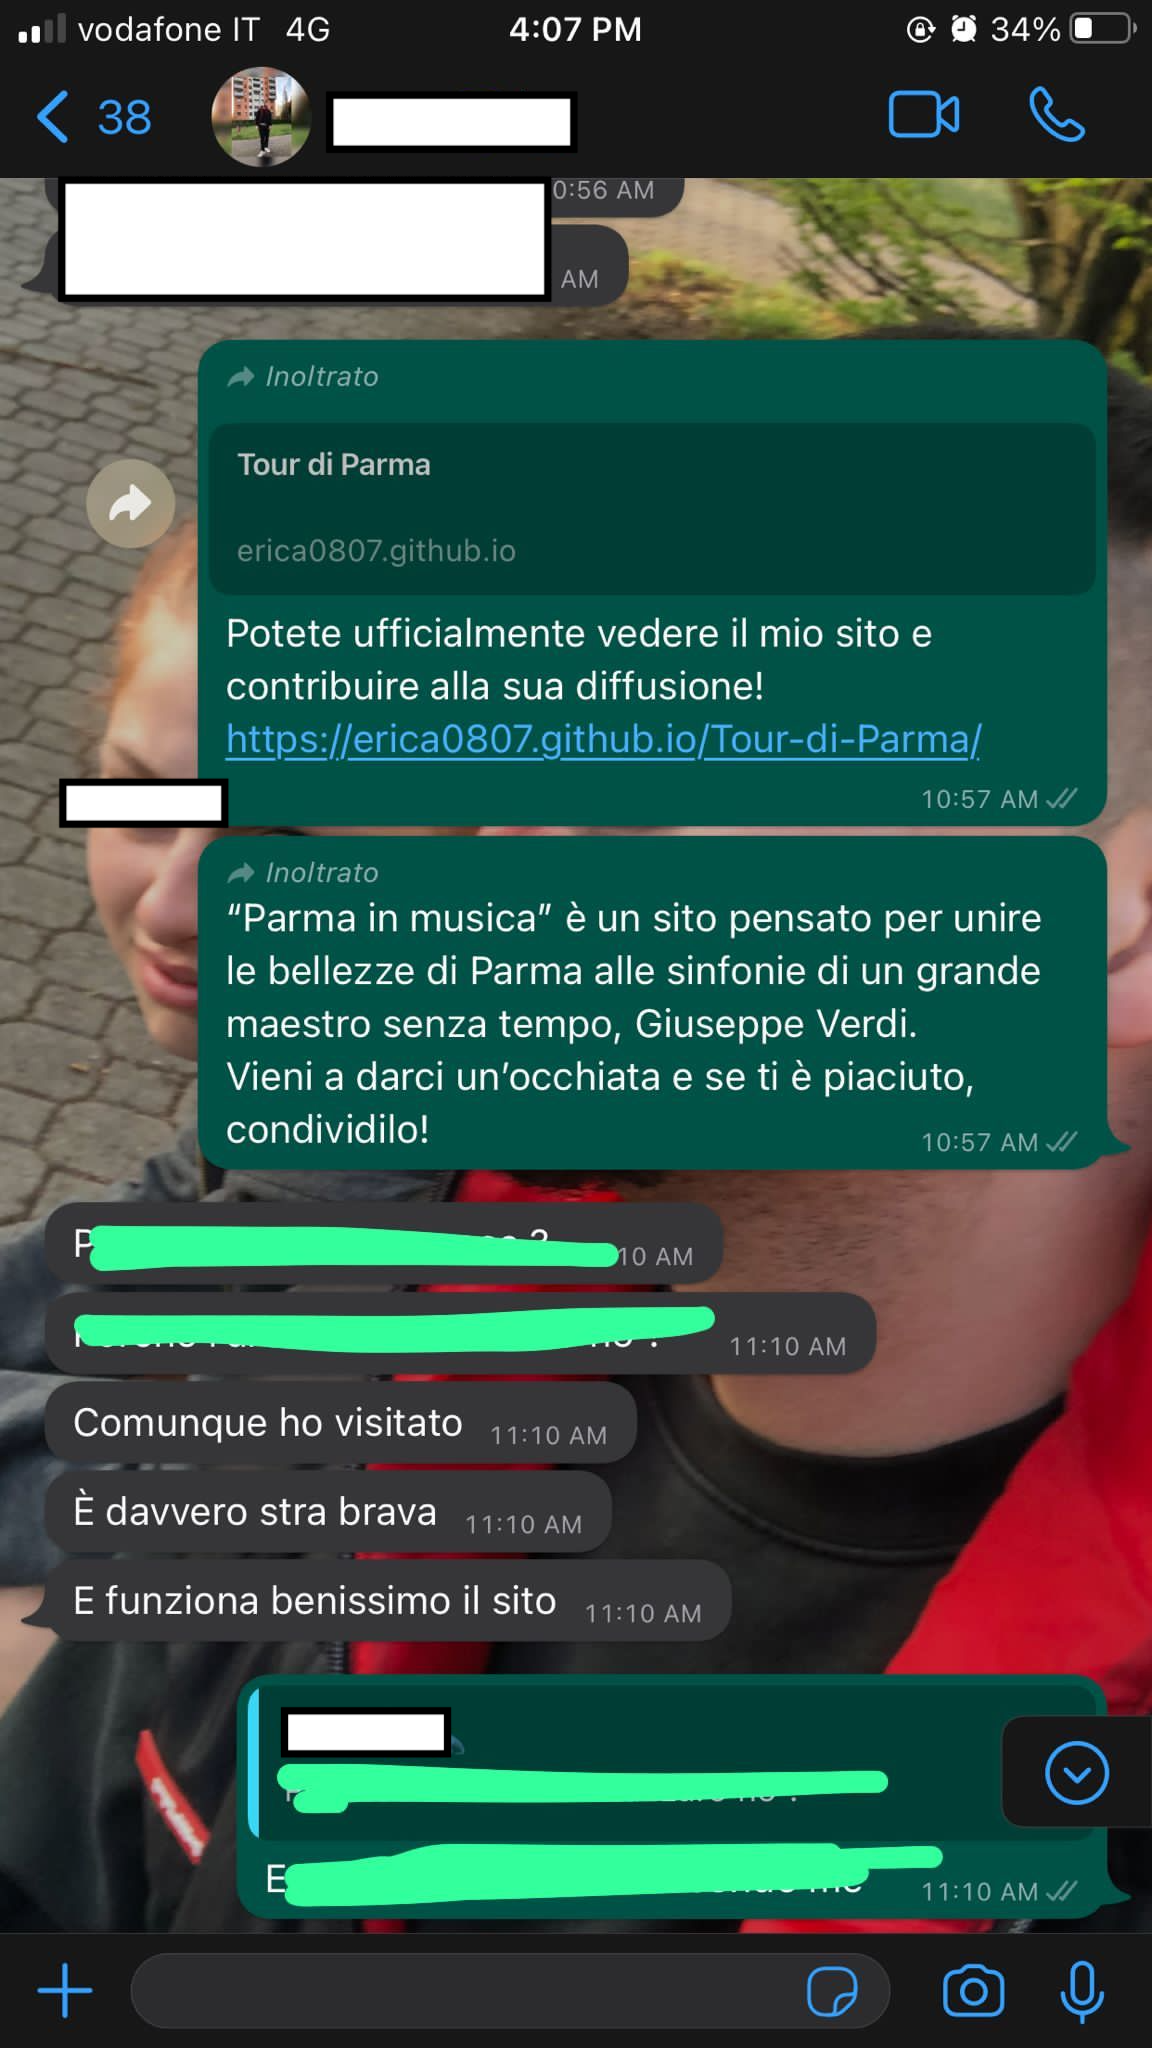 vodafone IT 4G 4:07 PM 34%
38
0:56 AM
AM
Inoltrato
Tour di Parma
erica0807.github.io
Potete ufficialmente vedere il mio sito e
contribuire alla sua diffusione!
https://erica0807.github.io/Tour-di-Parma/
10:57 AM
Inoltrato
“Parma in musica” è un sito pensato per unire
le bellezze di Parma alle sinfonie di un grande
maestro senza tempo, Giuseppe Verdi.
Vieni a darci un’occhiata e se ti è piaciuto,
condividilo!
10:57 AM
10 AM
11:10 AM
Comunque ho visitato 11:10 AM
È davvero stra brava 11:10 AM
E funziona benissimo il sito 11:10 AM
11:10 AM